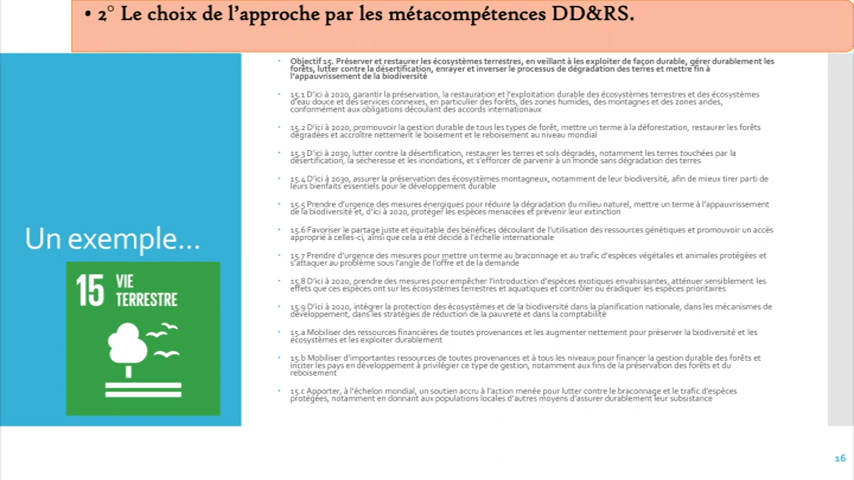 • 2° Le choix de l'approche par les métacompétences DD&RS.
Un exemple...
15 VIE
TERRESTRE
• Objectif 15. Préserver et restaurer les écosystèmes terrestres, en veillant à les exploiter de façon durable, gérer durablement les
forêts, lutter contre la désertification, enrayer et inverser le processus de dégradation des terres et mettre fin à
l'appauvrissement de la biodiversité
• 15.1 D'ici à 2020, garantir la préservation, la restauration et l'exploitation durable des écosystèmes terrestres et des écosystèmes
d'eau douce et des services connexes, en particulier des forêts, des zones humides, des montagnes et des zones arides,
conformément aux obligations découlant des accords internationaux
• 15.2 D'ici à 2020, promouvoir la gestion durable de tous les types de forêt, mettre un terme à la déforestation, restaurer les forêts
dégradées et accroître nettement le boisement et le reboisement au niveau mondial
• 15.3 D'ici à 2030, lutter contre la désertification, restaurer les terres et sols dégradés, notamment les terres touchées par la
désertification, la sécheresse et les inondations, et s'efforcer de parvenir à un monde sans dégradation des terres
• 15.4 D'ici à 2030, assurer la préservation des écosystèmes montagneux, notamment de leur biodiversité, afin de mieux tirer parti de
leurs bienfaits essentiels pour le développement durable
• 15.5 Prendre d'urgence des mesures énergiques pour réduire la dégradation du milieu naturel, mettre un terme à l'appauvrissement
de la biodiversité et, d'ici à 2020, protéger les espèces menacées et prévenir leur extinction
• 15.6 Favoriser le partage juste et équitable des bénéfices découlant de l'utilisation des ressources génétiques et promouvoir un accès
approprié à celles-ci, ainsi que cela a été décidé à l'échelle internationale
• 15.7 Prendre d'urgence des mesures pour mettre un terme au braconnage et au trafic d'espèces végétales et animales protégées et
s'attaquer au problème sous l'angle de l'offre et de la demande
• 15.8 D'ici à 2020, prendre des mesures pour empêcher l'introduction d'espèces exotiques envahissantes, atténuer sensiblement les
effets que ces espèces ont sur les écosystèmes terrestres et aquatiques et contrôler ou éradiquer les espèces prioritaires
• 15.9 D'ici à 2020, intégrer la protection des écosystèmes et de la biodiversité dans la planification nationale, dans les mécanismes de
développement, dans les stratégies de réduction de la pauvreté et dans la comptabilité
• 15.a Mobiliser des ressources financières de toutes provenances et les augmenter nettement pour préserver la biodiversité et les
écosystèmes et les exploiter durablement
• 15.b Mobiliser d'importantes ressources de toutes provenances et à tous les niveaux pour financer la gestion durable des forêts et
inciter les pays en développement à privilégier ce type de gestion, notamment aux fins de la préservation des forêts et du
reboisement
• 15.c Apporter, à l'échelon mondial, un soutien accru à l'action menée pour lutter contre le braconnage et le trafic d'espèces
protégées, notamment en donnant aux populations locales d'autres moyens d'assurer durablement leur subsistance
16